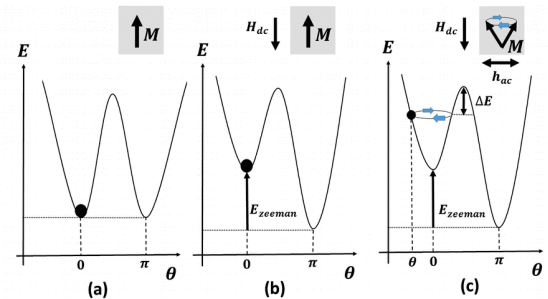 M
E
0
π
θ
(a)
H_dc
M
E
E_zeeman
0
π
θ
(b)
H_dc
M
h_ac
E
ΔE
E_zeeman
θ
0
π
θ
(c)